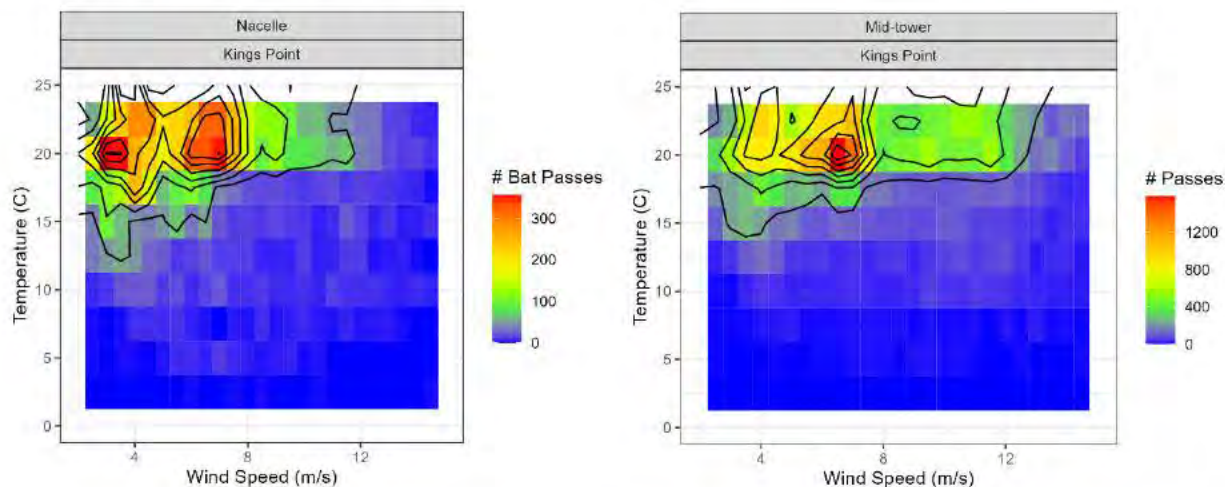 Nacelle
Kings Point
25
20
15
10
5
0
Temperature (C)
4
8
12
Wind Speed (m/s)
# Bat Passes
300
200
100
0
Mid-tower
Kings Point
25
20
15
10
5
0
Temperature (C)
4
8
12
Wind Speed (m/s)
# Passes
1200
800
400
0